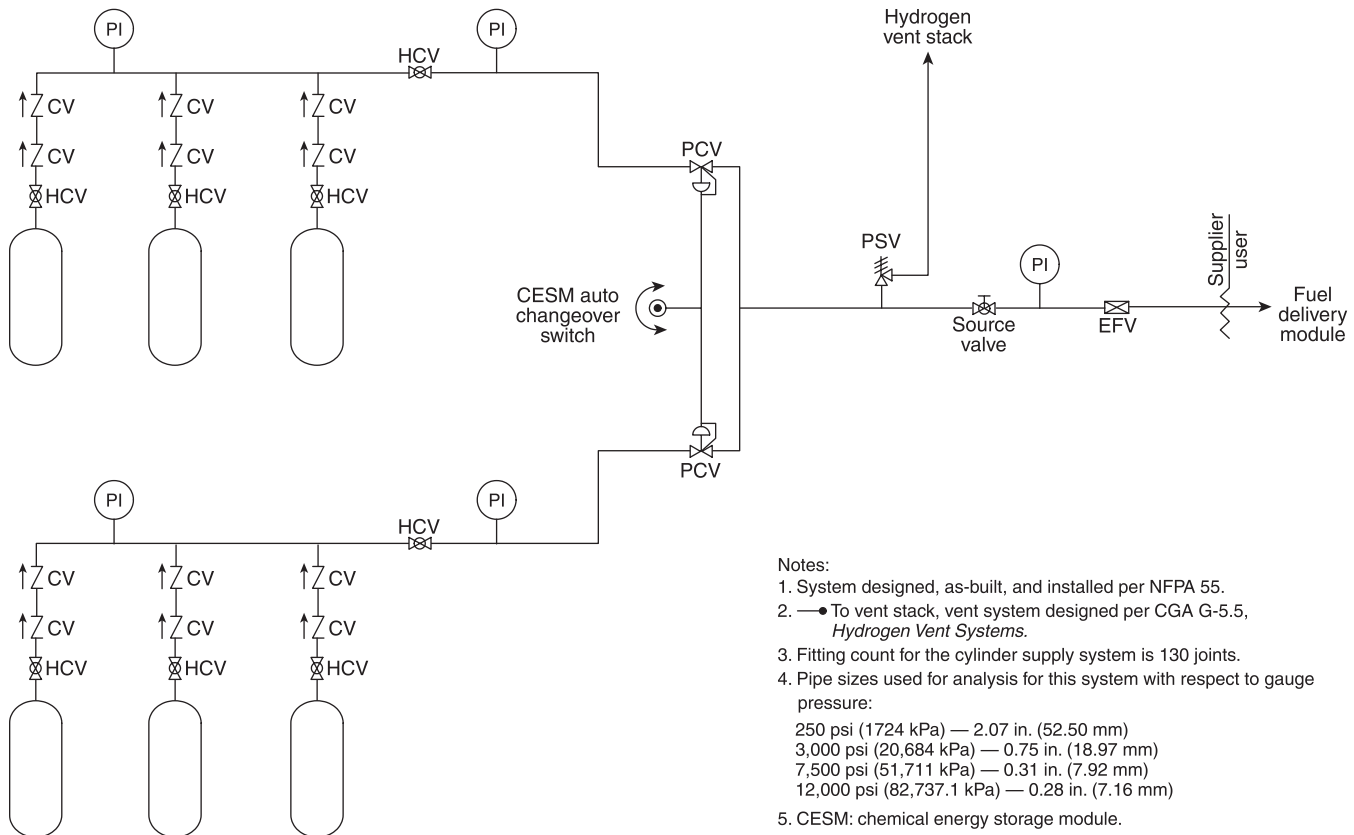 PI
PI
Hydrogen
vent stack
HCV
CV
CV
CV
CV
CV
CV
HCV
HCV
HCV
PCV
PSV
PI
Supplier
user
CESM auto
changeover
switch
Source
valve
EFV
Fuel
delivery
module
PCV
PI
PI
HCV
CV
CV
CV
CV
CV
CV
HCV
HCV
HCV
Notes:
1. System designed, as-built, and installed per NFPA 55.
2. To vent stack, vent system designed per CGA G-5.5,
Hydrogen Vent Systems.
3. Fitting count for the cylinder supply system is 130 joints.
4. Pipe sizes used for analysis for this system with respect to gauge
pressure:
250 psi (1724 kPa) — 2.07 in. (52.50 mm)
3,000 psi (20,684 kPa) — 0.75 in. (18.97 mm)
7,500 psi (51,711 kPa) — 0.31 in. (7.92 mm)
12,000 psi (82,737.1 kPa) — 0.28 in. (7.16 mm)
5. CESM: chemical energy storage module.